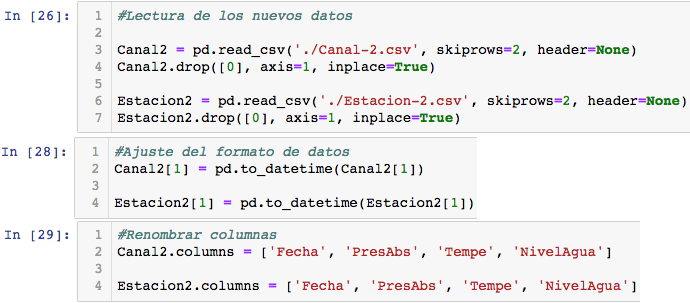 In [26]:
1 #Lectura de los nuevos datos
2
3 Canal2 = pd.read_csv('./Canal-2.csv', skiprows=2, header=None)
4 Canal2.drop([0], axis=1, inplace=True)
5
6 Estacion2 = pd.read_csv('./Estacion-2.csv', skiprows=2, header=None)
7 Estacion2.drop([0], axis=1, inplace=True)
In [28]:
1 #Ajuste del formato de datos
2 Canal2[1] = pd.to_datetime(Canal2[1])
3
4 Estacion2[1] = pd.to_datetime(Estacion2[1])
In [29]:
1 #Renombrar columnas
2 Canal2.columns = ['Fecha', 'PresAbs', 'Tempe', 'NivelAgua']
3
4 Estacion2.columns = ['Fecha', 'PresAbs', 'Tempe', 'NivelAgua']